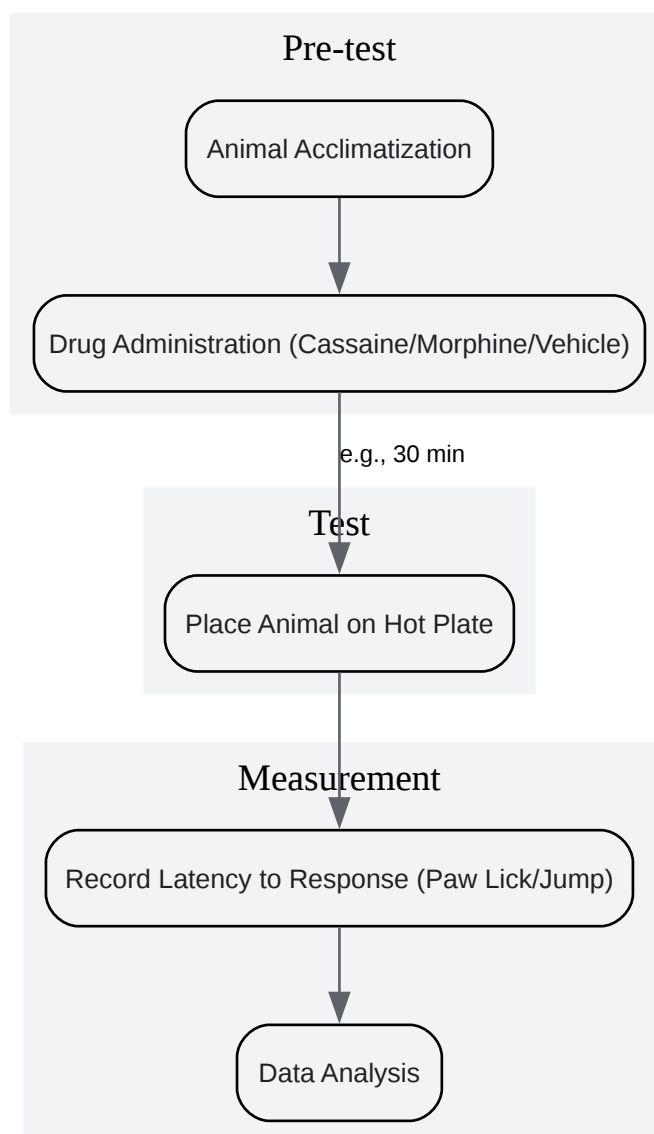 Pre-test
Animal Acclimatization
Drug Administration (Cassaine/Morphine/Vehicle)
e.g., 30 min
Test
Place Animal on Hot Plate
Measurement
Record Latency to Response (Paw Lick/Jump)
Data Analysis